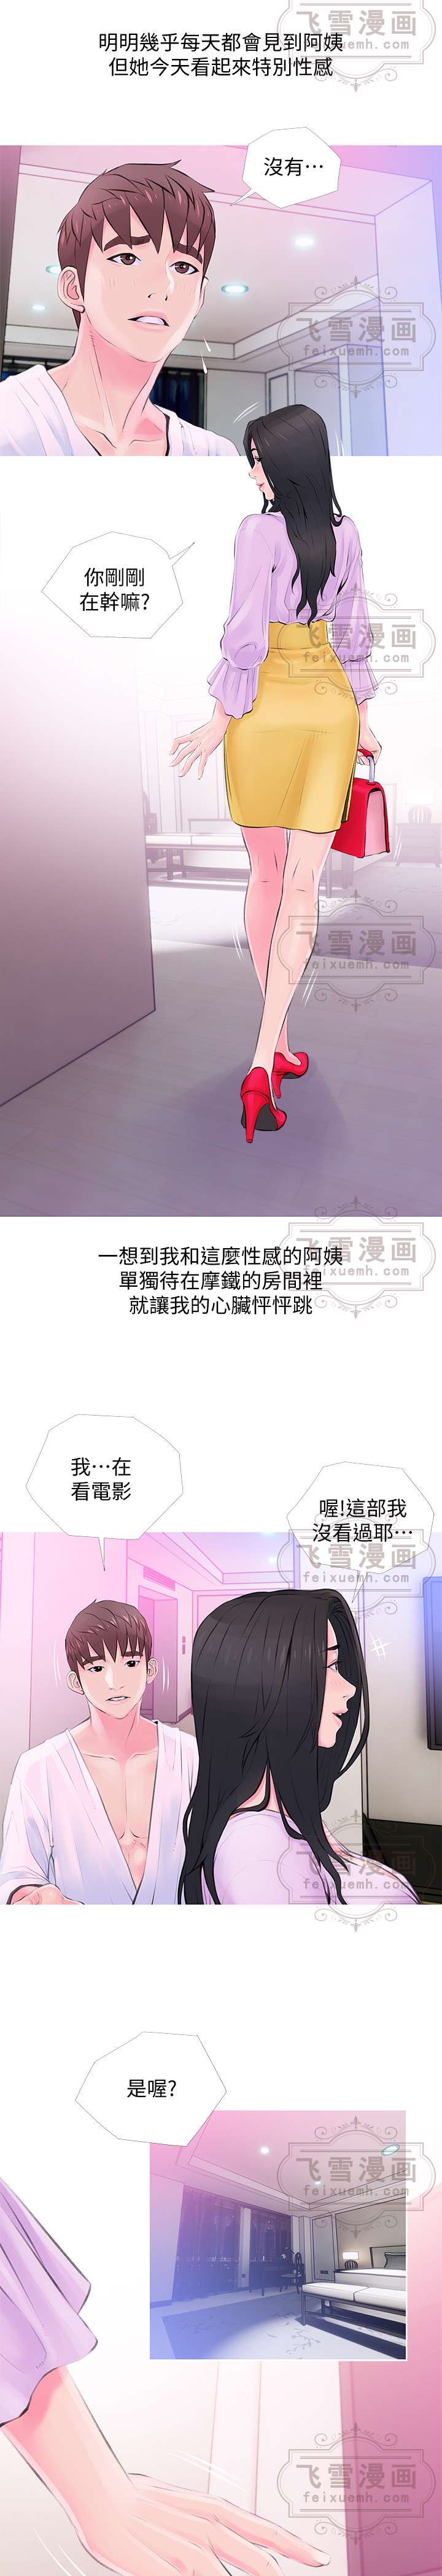 飞雪漫画
明明幾乎每天都會見到阿姨
但她今天看起來特別性感
沒有…
飞雪漫画
feixuemh.com
你剛剛
在幹嘛?
飞雪漫画
feixuemh.com
飞雪漫画
feixuemh.com
飞雪漫画
feixuemh.com
一想到我和這麼性感的阿姨
單獨待在摩鐵的房間裡
就讓我的心臟怦怦跳
我…在
看電影
喔!這部我
沒看過耶…
飞雪漫画
feixuemh.com
飞雪漫画
feixuemh.com
是喔?
飞雪漫画
feixuemh.com
飞雪漫画
feixuemh.com